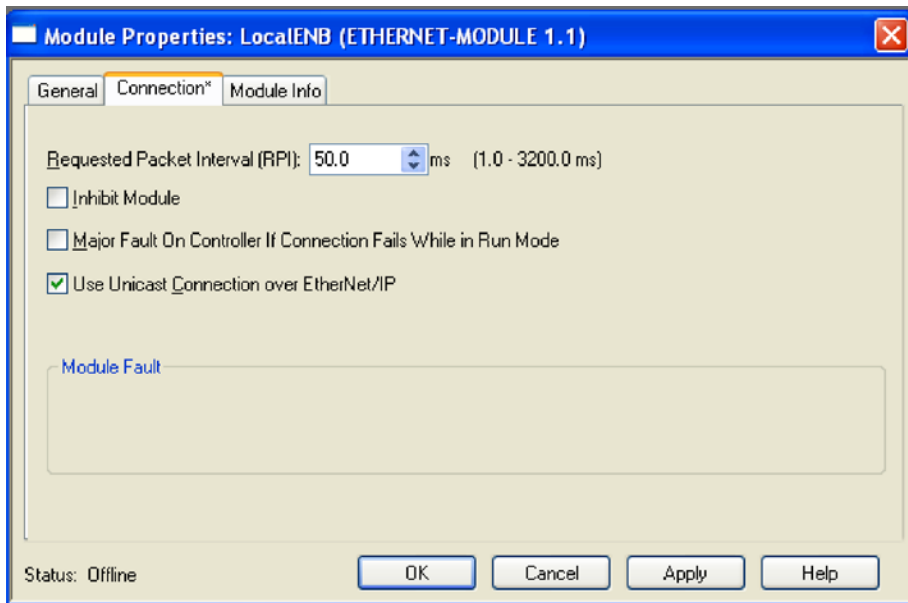 Module Properties: LocalENB (ETHERNET-MODULE 1.1)
General Connection* Module Info
Requested Packet Interval (RPI): 50.0 ms (1.0 - 3200.0 ms)
Inhibit Module
Major Fault On Controller If Connection Fails While in Run Mode
Use Unicast Connection over EtherNet/IP
Module Fault
Status: Offline OK Cancel Apply Help